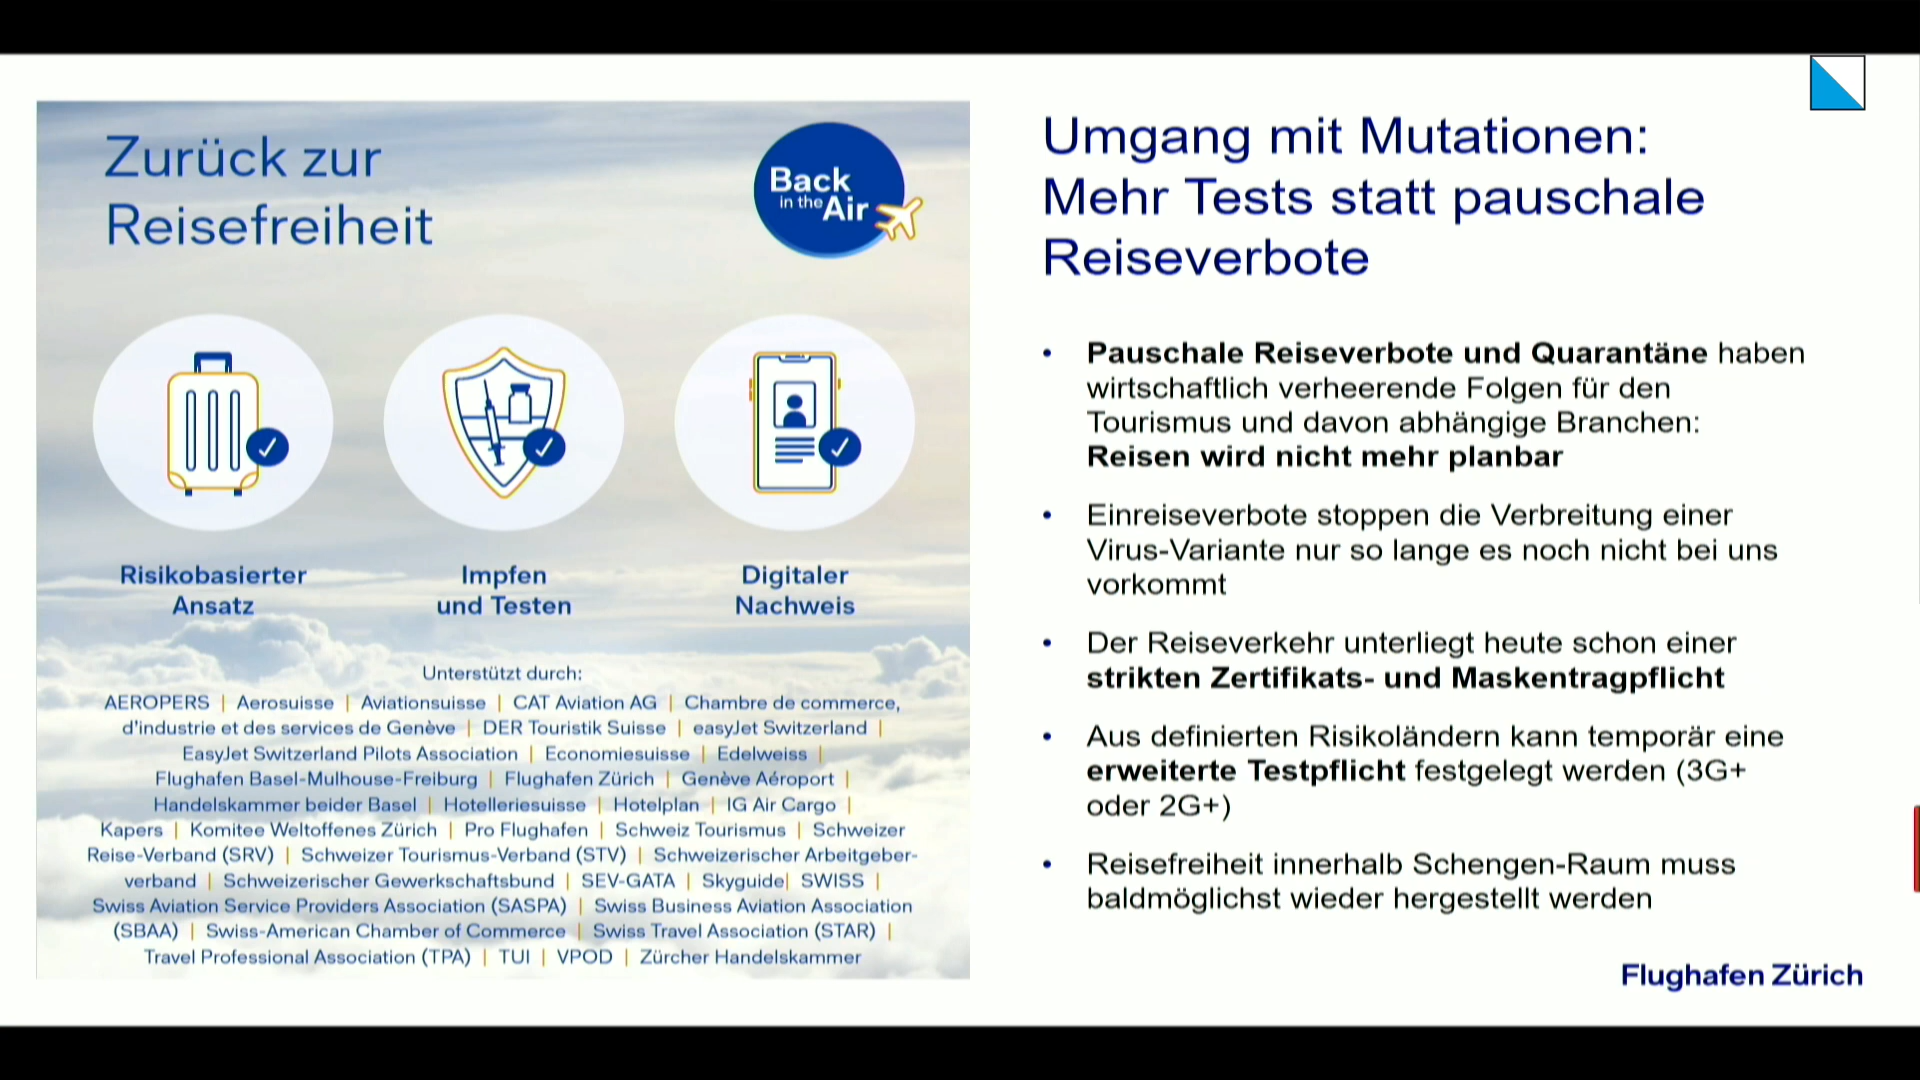 Zurück zur
Reisefreiheit
Back
in the Air
Risikobasierter
Ansatz
Impfen
und Testen
Digitaler
Nachweis
Unterstützt durch:
AEROPERS | Aerosuisse | Aviationsuisse | CAT Aviation AG | Chambre de commerce,
d'industrie et des services de Genève | DER Touristik Suisse | easyJet Switzerland |
EasyJet Switzerland Pilots Association | Economiesuisse | Edelweiss |
Flughafen Basel-Mulhouse-Freiburg | Flughafen Zürich | Genève Aéroport |
Handelskammer beider Basel | Hotelleriesuisse | Hotelplan | IG Air Cargo |
Kapers | Komitee Weltoffenes Zürich | Pro Flughafen | Schweiz Tourismus | Schweizer
Reise-Verband (SRV) | Schweizer Tourismus-Verband (STV) | Schweizerischer Arbeitgeber-
verband | Schweizerischer Gewerkschaftsbund | SEV-GATA | Skyguide| SWISS |
Swiss Aviation Service Providers Association (SASPA) | Swiss Business Aviation Association
(SBAA) | Swiss-American Chamber of Commerce | Swiss Travel Association (STAR) |
Travel Professional Association (TPA) | TUI | VPOD | Zürcher Handelskammer
Umgang mit Mutationen:
Mehr Tests statt pauschale
Reiseverbote
• Pauschale Reiseverbote und Quarantäne haben
wirtschaftlich verheerende Folgen für den
Tourismus und davon abhängige Branchen:
Reisen wird nicht mehr planbar
• Einreiseverbote stoppen die Verbreitung einer
Virus-Variante nur so lange es noch nicht bei uns
vorkommt
• Der Reiseverkehr unterliegt heute schon einer
strikten Zertifikats- und Maskentragpflicht
• Aus definierten Risikoländern kann temporär eine
erweiterte Testpflicht festgelegt werden (3G+
oder 2G+)
• Reisefreiheit innerhalb Schengen-Raum muss
baldmöglichst wieder hergestellt werden
Flughafen Zürich